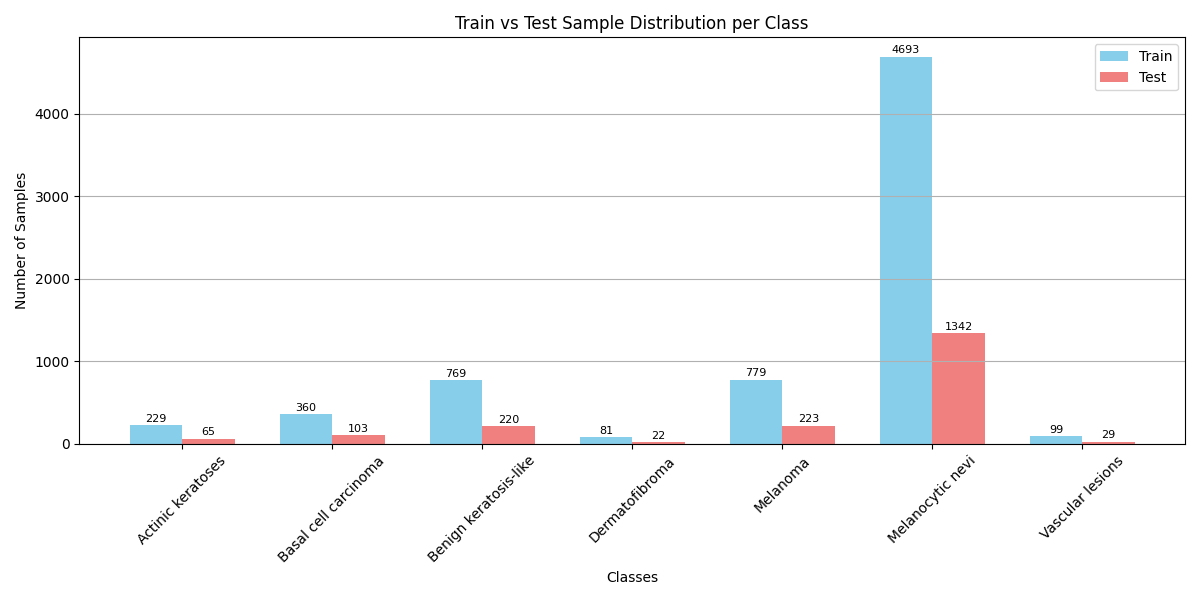 Train vs Test Sample Distribution per Class
Train
Test
Number of Samples
4000
3000
2000
1000
0
229
65
360
103
769
220
81
22
779
223
4693
1342
99
29
Actinic keratoses
Basal cell carcinoma
Benign keratosis-like
Dermatofibroma
Melanoma
Melanocytic nevi
Vascular lesions
Classes